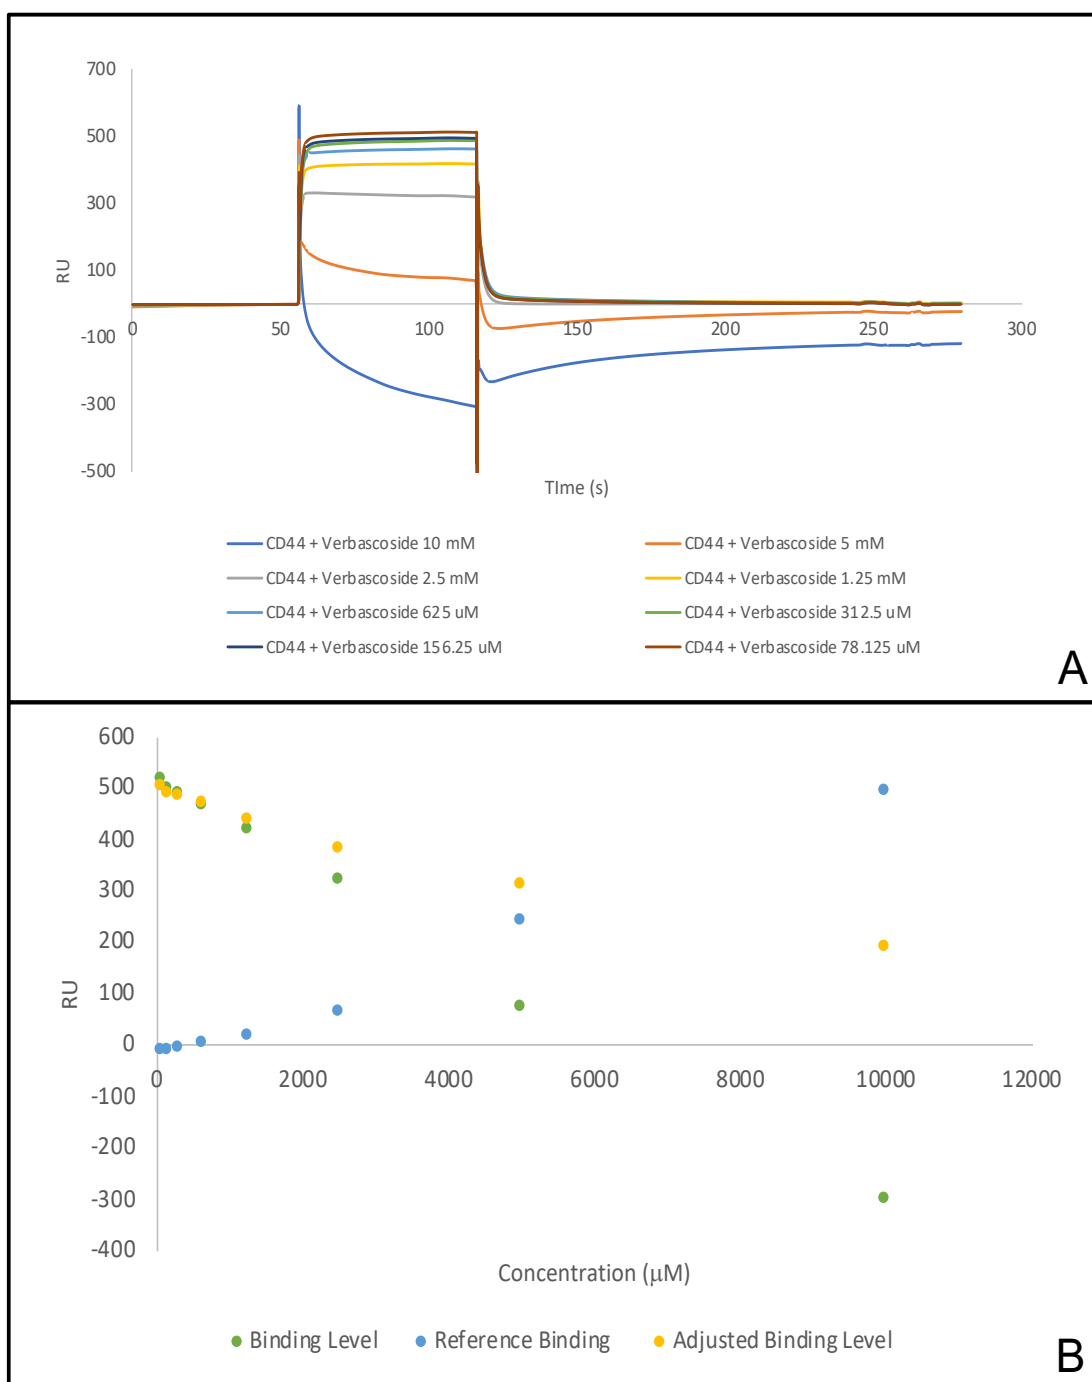 700
500
300
100
-100
-300
-500
RU
0
50
100
150
200
250
300
TIme (s)
CD44 + Verbascoside 10 mM
CD44 + Verbascoside 5 mM
CD44 + Verbascoside 2.5 mM
CD44 + Verbascoside 1.25 mM
CD44 + Verbascoside 625 uM
CD44 + Verbascoside 312.5 uM
CD44 + Verbascoside 156.25 uM
CD44 + Verbascoside 78.125 uM
A
600
500
400
300
200
100
0
-100
-200
-300
-400
RU
0
2000
4000
6000
8000
10000
12000
Concentration (μM)
Binding Level
Reference Binding
Adjusted Binding Level
B